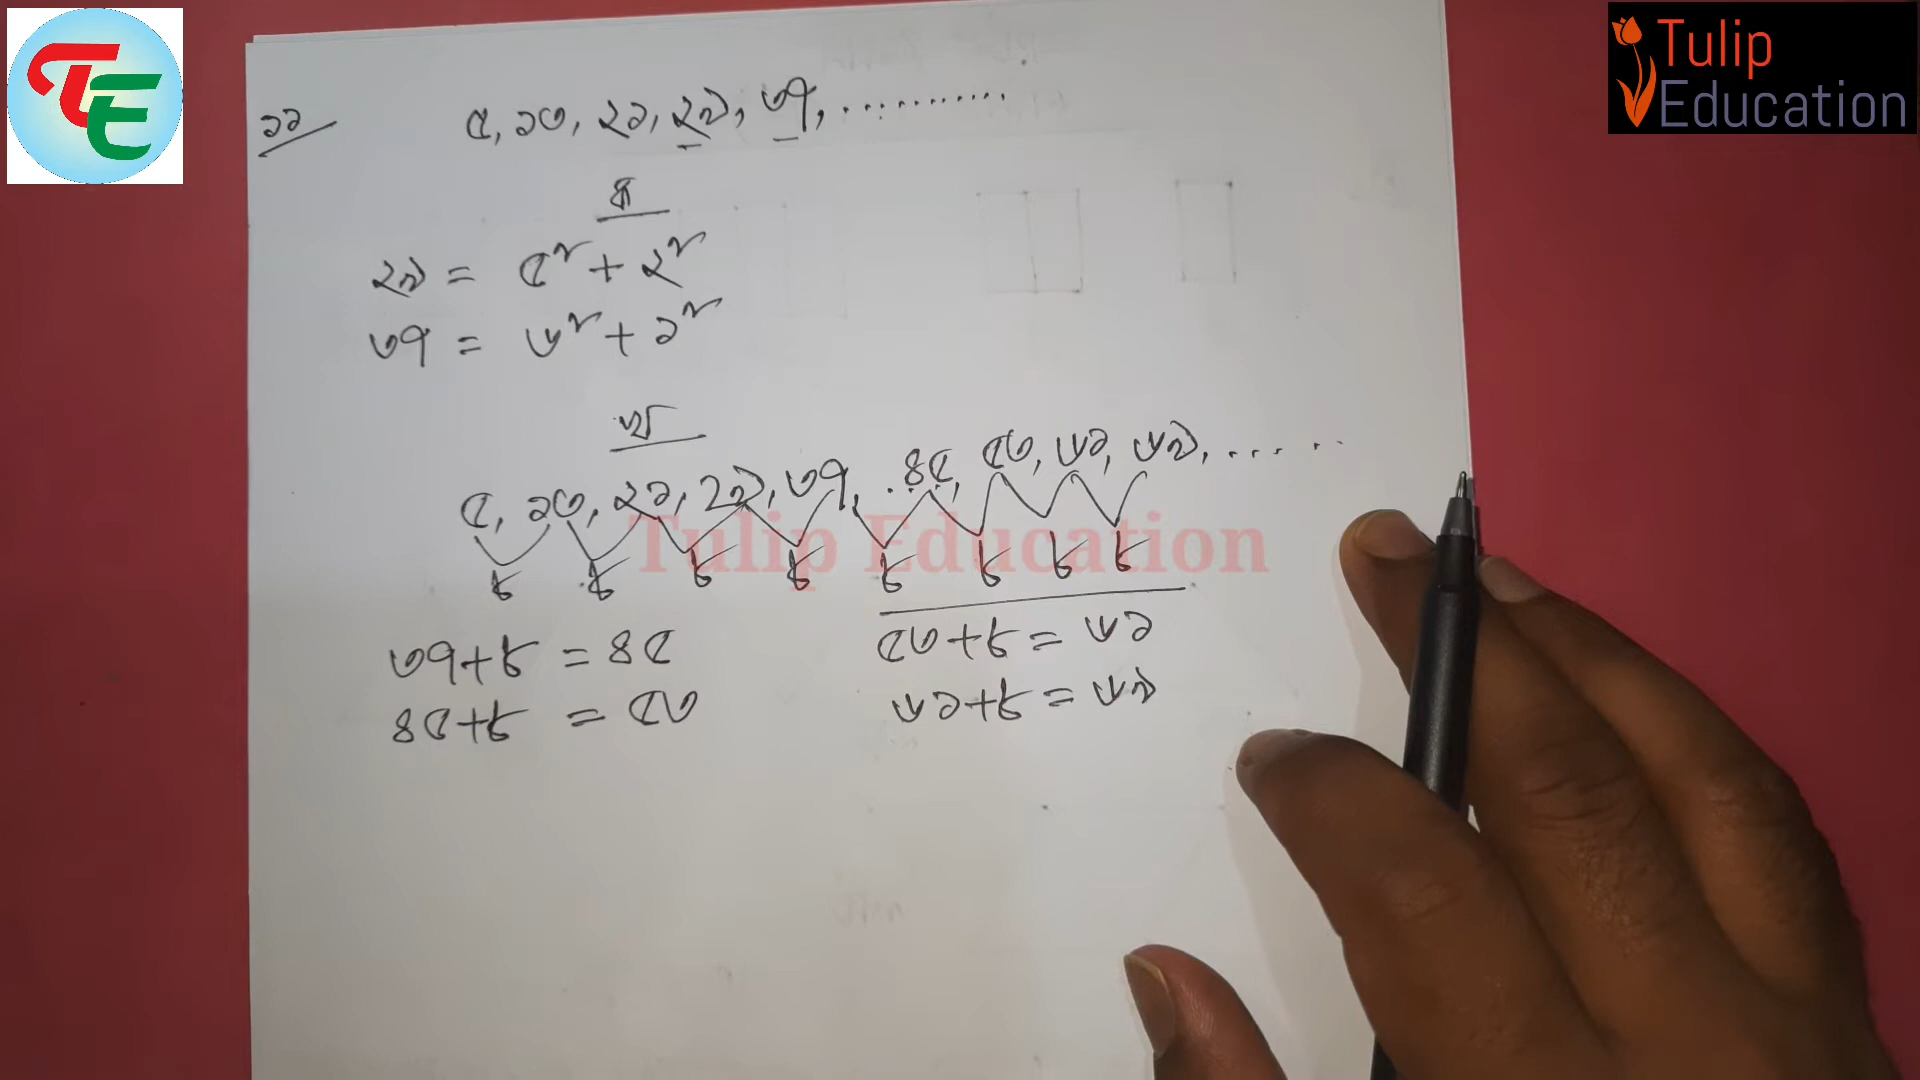 TE
Tulip
Education
১১ ৫, ১৩, ২১, ২৯, ৩৭, ...........
ক
২৯ = ৫² + ২²
৩৭ = ৬² + ১²
খ
৫, ১৩, ২১, ২৯, ৩৭, ৪৫, ৫৩, ৬১, ৬৯, ......
৮ ৮ ৮ ৮ ৮ ৮ ৮ ৮
Tulip Education
৩৭+৮ = ৪৫ ৫৩+৮ = ৬১
৪৫+৮ = ৫৩ ৬১+৮ = ৬৯